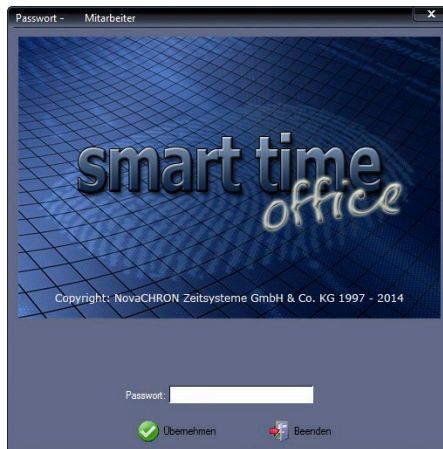 Passwort - Mitarbeiter
smart time
office
Copyright: NovaCHRON Zeitsysteme GmbH & Co. KG 1997 - 2014
Passwort:
Übernehmen Beenden